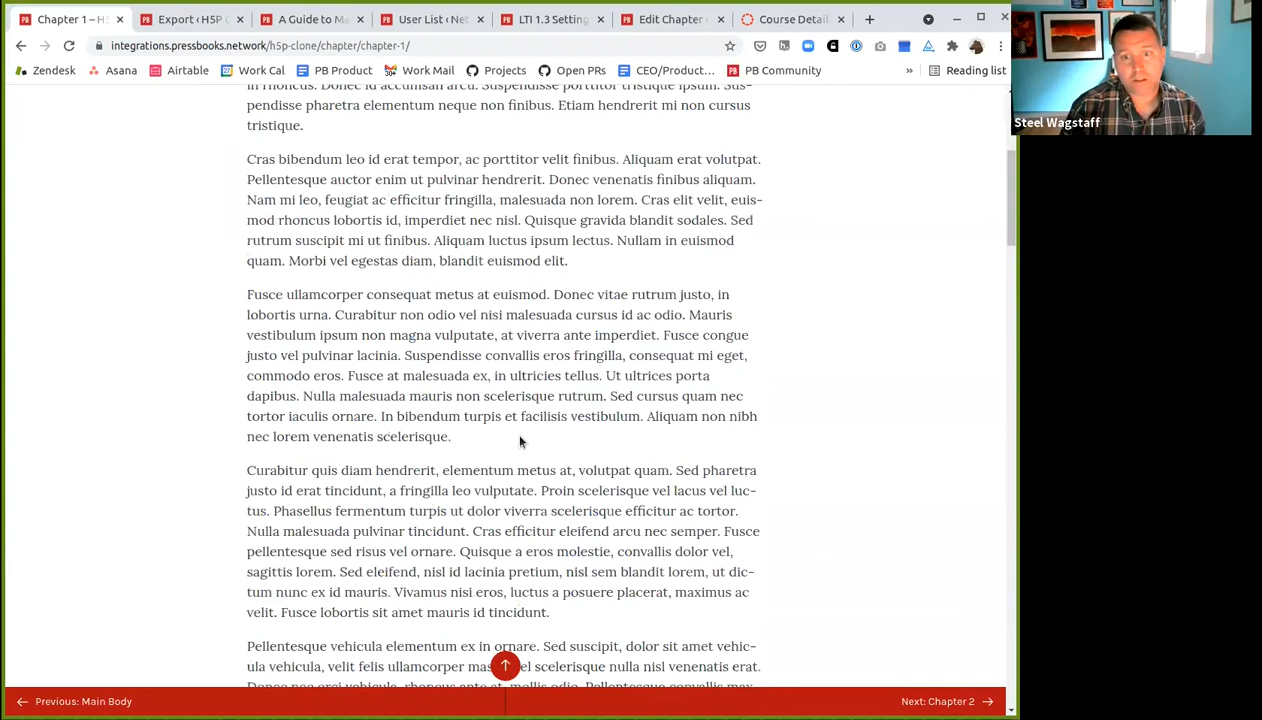 Chapter 1 – H5
Export ‹ H5P C
A Guide to Ma
User List ‹ Net
LTI 1.3 Setting
Edit Chapter ‹
Course Detail
integrations.pressbooks.network/h5p-clone/chapter/chapter-1/
Zendesk
Asana
Airtable
Work Cal
PB Product
Work Mail
Projects
Open PRs
CEO/Product...
PB Community
»
Reading list
Steel Wagstaff
in rhoncus. Donec id accumsan arcu. Suspendisse porttitor tristique ipsum. Sus-
pendisse pharetra elementum neque non finibus. Etiam hendrerit mi non cursus
tristique.
Cras bibendum leo id erat tempor, ac porttitor velit finibus. Aliquam erat volutpat.
Pellentesque auctor enim ut pulvinar hendrerit. Donec venenatis finibus aliquam.
Nam mi leo, feugiat ac efficitur fringilla, malesuada non lorem. Cras elit velit, euis-
mod rhoncus lobortis id, imperdiet nec nisl. Quisque gravida blandit sodales. Sed
rutrum suscipit mi ut finibus. Aliquam luctus ipsum lectus. Nullam in euismod
quam. Morbi vel egestas diam, blandit euismod elit.
Fusce ullamcorper consequat metus at euismod. Donec vitae rutrum justo, in
lobortis urna. Curabitur non odio vel nisi malesuada cursus id ac odio. Mauris
vestibulum ipsum non magna vulputate, at viverra ante imperdiet. Fusce congue
justo vel pulvinar lacinia. Suspendisse convallis eros fringilla, consequat mi eget,
commodo eros. Fusce at malesuada ex, in ultricies tellus. Ut ultrices porta
dapibus. Nulla malesuada mauris non scelerisque rutrum. Sed cursus quam nec
tortor iaculis ornare. In bibendum turpis et facilisis vestibulum. Aliquam non nibh
nec lorem venenatis scelerisque.
Curabitur quis diam hendrerit, elementum metus at, volutpat quam. Sed pharetra
justo id erat tincidunt, a fringilla leo vulputate. Proin scelerisque vel lacus vel luc-
tus. Phasellus fermentum turpis ut dolor viverra scelerisque efficitur ac tortor.
Nulla malesuada pulvinar tincidunt. Cras efficitur eleifend arcu nec semper. Fusce
pellentesque sed risus vel ornare. Quisque a eros molestie, convallis dolor vel,
sagittis lorem. Sed eleifend, nisl id lacinia pretium, nisl sem blandit lorem, ut dic-
tum nunc ex id mauris. Vivamus nisi eros, luctus a posuere placerat, maximus ac
velit. Fusce lobortis sit amet mauris id tincidunt.
Pellentesque vehicula elementum ex in ornare. Sed suscipit, dolor sit amet vehic-
ula vehicula, velit felis ullamcorper mas el scelerisque nulla nisl venenatis erat.
Donec nec orci vehicula, rhoncus ante at, mollis odio. Pellentesque convallis max-
Previous: Main Body
Next: Chapter 2